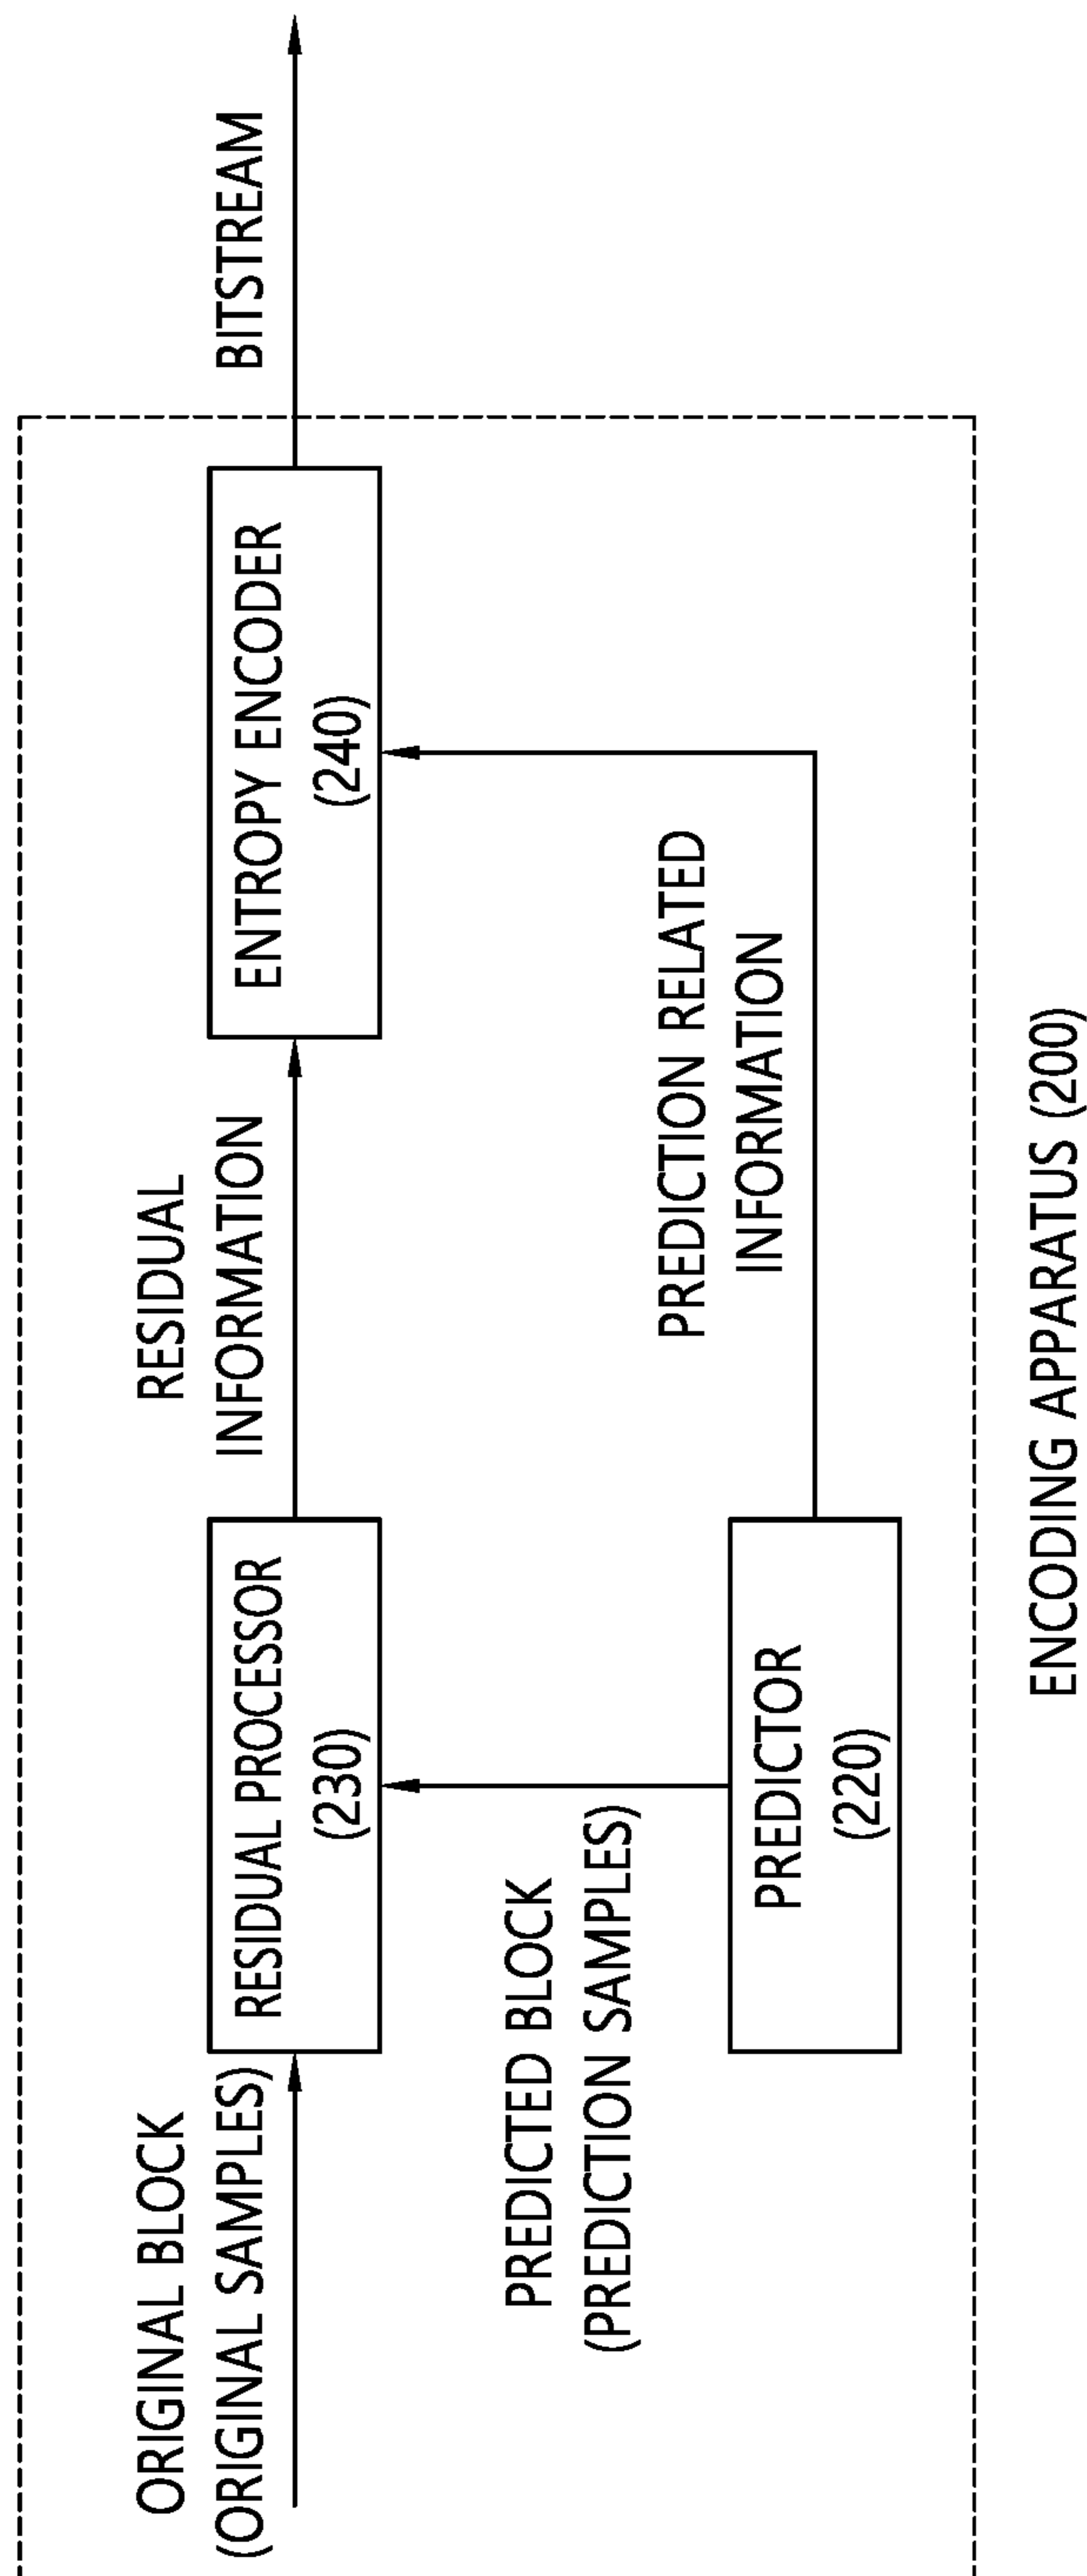 ORIGINAL BLOCK
(ORIGINAL SAMPLES)
RESIDUAL PROCESSOR
(230)
RESIDUAL
INFORMATION
ENTROPY ENCODER
(240)
BITSTREAM
PREDICTED BLOCK
(PREDICTION SAMPLES)
PREDICTION RELATED
INFORMATION
PREDICTOR
(220)
ENCODING APPARATUS (200)